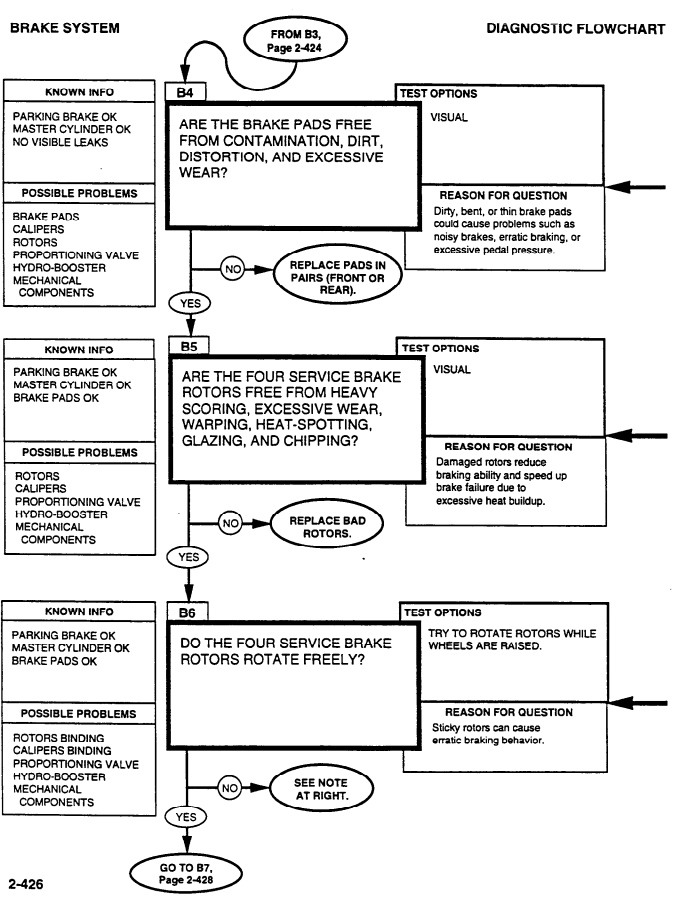 BRAKE SYSTEM
FROM B3,
Page 2-424
DIAGNOSTIC FLOWCHART
KNOWN INFO
PARKING BRAKE OK
MASTER CYLINDER OK
NO VISIBLE LEAKS
POSSIBLE PROBLEMS
BRAKE PADS
CALIPERS
ROTORS
PROPORTIONING VALVE
HYDRO-BOOSTER
MECHANICAL
COMPONENTS
B4
ARE THE BRAKE PADS FREE
FROM CONTAMINATION, DIRT,
DISTORTION, AND EXCESSIVE
WEAR?
TEST OPTIONS
VISUAL
REASON FOR QUESTION
Dirty, bent, or thin brake pads
could cause problems such as
noisy brakes, erratic braking, or
excessive pedal pressure.
NO
REPLACE PADS IN
PAIRS (FRONT OR
REAR).
YES
KNOWN INFO
PARKING BRAKE OK
MASTER CYLINDER OK
BRAKE PADS OK
POSSIBLE PROBLEMS
ROTORS
CALIPERS
PROPORTIONING VALVE
HYDRO-BOOSTER
MECHANICAL
COMPONENTS
B5
ARE THE FOUR SERVICE BRAKE
ROTORS FREE FROM HEAVY
SCORING, EXCESSIVE WEAR,
WARPING, HEAT-SPOTTING,
GLAZING, AND CHIPPING?
TEST OPTIONS
VISUAL
REASON FOR QUESTION
Damaged rotors reduce
braking ability and speed up
brake failure due to
excessive heat buildup.
NO
REPLACE BAD
ROTORS.
YES
KNOWN INFO
PARKING BRAKE OK
MASTER CYLINDER OK
BRAKE PADS OK
POSSIBLE PROBLEMS
ROTORS BINDING
CALIPERS BINDING
PROPORTIONING VALVE
HYDRO-BOOSTER
MECHANICAL
COMPONENTS
B6
DO THE FOUR SERVICE BRAKE
ROTORS ROTATE FREELY?
TEST OPTIONS
TRY TO ROTATE ROTORS WHILE
WHEELS ARE RAISED.
REASON FOR QUESTION
Sticky rotors can cause
erratic braking behavior.
NO
SEE NOTE
AT RIGHT.
YES
GO TO B7,
Page 2-428
2-426